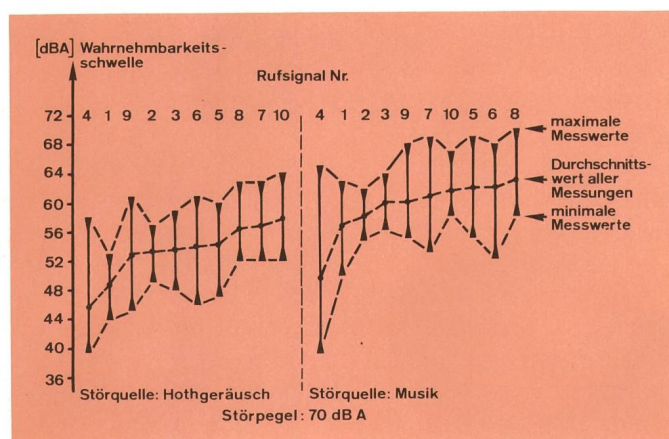 [dBA] Wahrnehmbarkeits-
schwelle
Rufsignal Nr.
72
68
64
60
56
52
48
44
40
36
4 1 9 2 3 6 5 8 7 10
4 1 2 3 9 7 10 5 6 8
maximale
Messwerte
Durchschnitts-
wert aller
Messungen
minimale
Messwerte
Störquelle: Hothgeräusch
Störquelle: Musik
Störpegel: 70 dB A